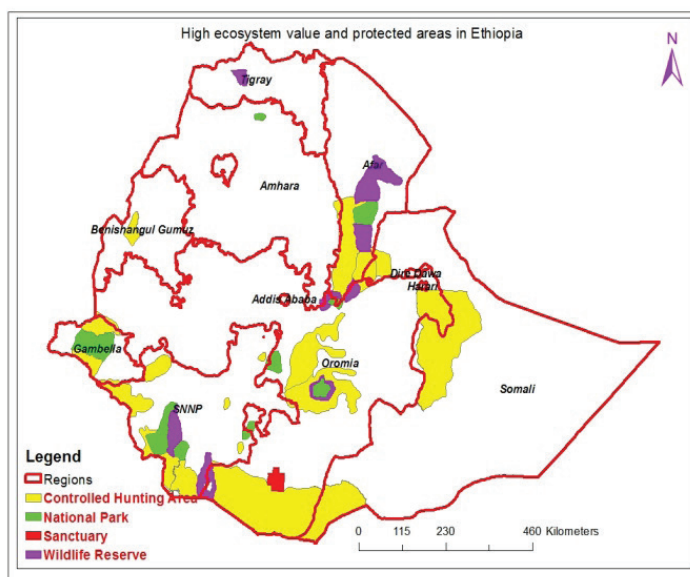 High ecosystem value and protected areas in Ethiopia
N
Tigray
Afar
Amhara
Benishangul Gumuz
Dire Dawa
Harari
Addis Ababa
Gambella
Oromia
Somali
SNNP
Legend
Regions
Controlled Hunting Area
National Park
Sanctuary
Wildlife Reserve
0 115 230 460 Kilometers